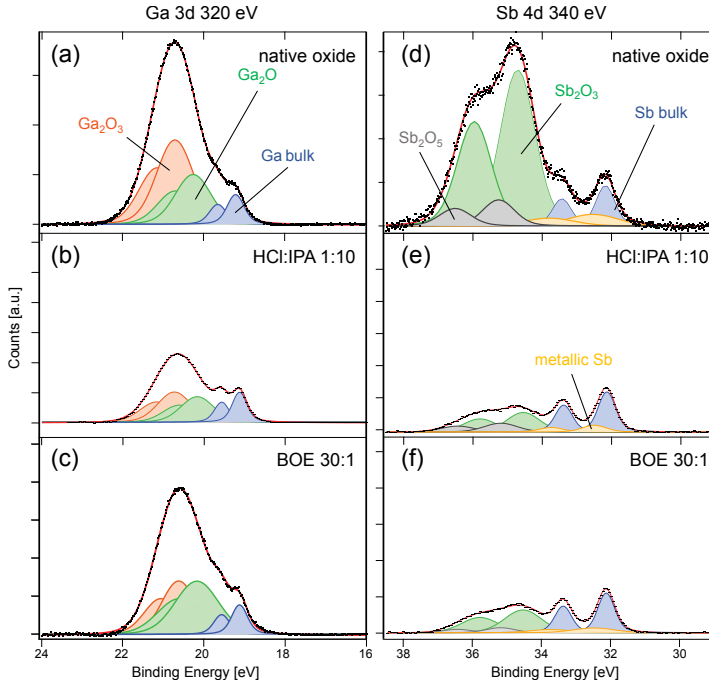 Ga 3d 320 eV
Sb 4d 340 eV
(a)
native oxide
Ga₂O
Ga₂O₃
Ga bulk
(d)
native oxide
Sb₂O₃
Sb bulk
Sb₂O₅
(b)
HCl:IPA 1:10
(e)
HCl:IPA 1:10
metallic Sb
Counts [a.u.]
(c)
BOE 30:1
(f)
BOE 30:1
24 22 20 18 16
38 36 34 32 30
Binding Energy [eV]
Binding Energy [eV]